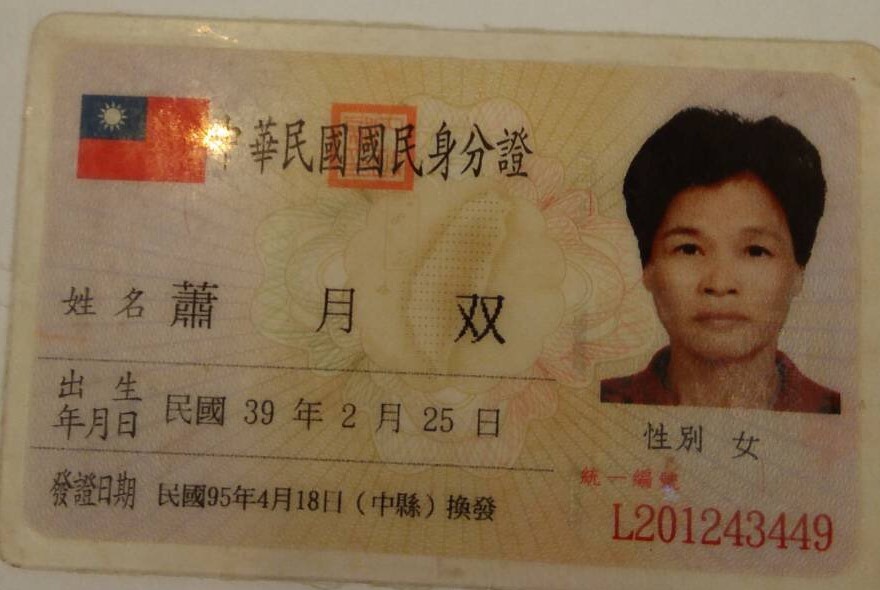 中華民國國民身分證
姓名 蕭月双
出生年月日 民國 39 年 2 月 25 日
發證日期 民國95年4月18日（中縣）換發
性別 女
統一編號
L201243449